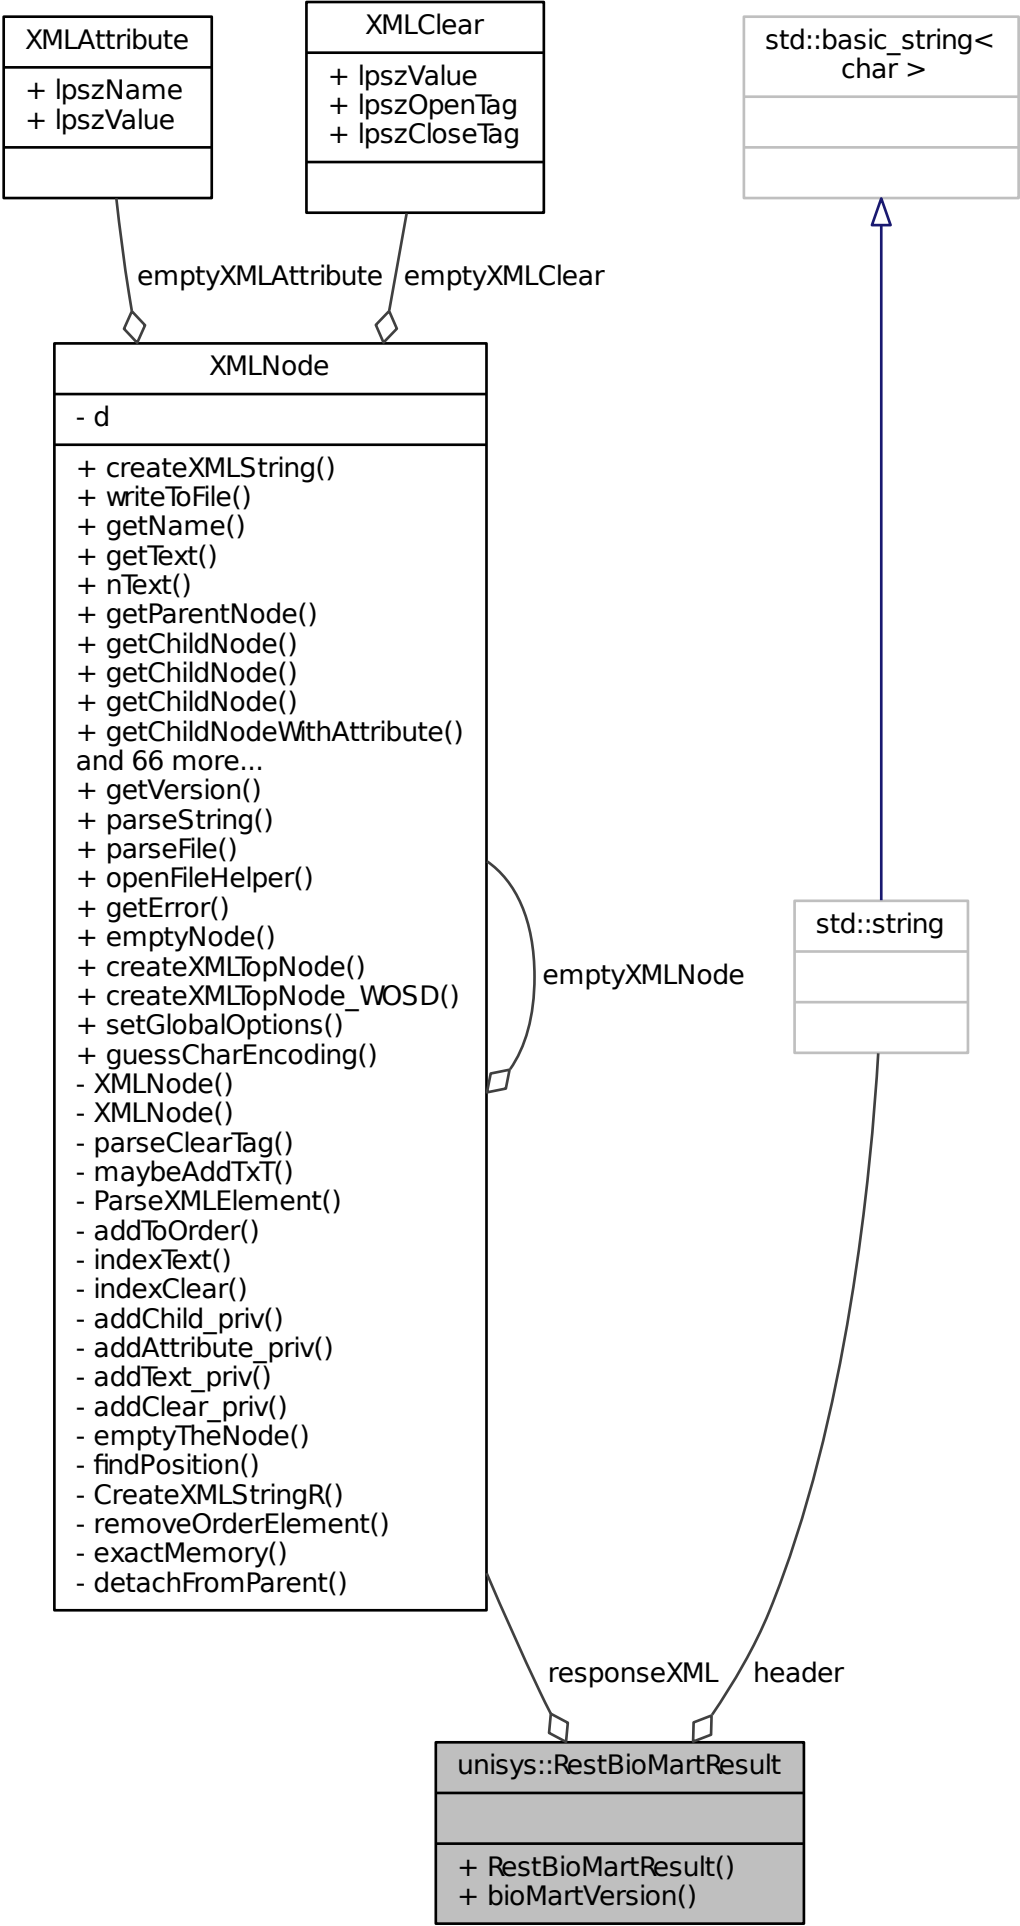 XMLAttribute
+ lpszName
+ lpszValue
XMLClear
+ lpszValue
+ lpszOpenTag
+ lpszCloseTag
std::basic_string<
char >
emptyXMLAttribute
emptyXMLClear
XMLNode
- d
+ createXMLString()
+ writeToFile()
+ getName()
+ getText()
+ nText()
+ getParentNode()
+ getChildNode()
+ getChildNode()
+ getChildNode()
+ getChildNodeWithAttribute()
and 66 more...
+ getVersion()
+ parseString()
+ parseFile()
+ openFileHelper()
+ getError()
+ emptyNode()
+ createXMLTopNode()
+ createXMLTopNode_WOSD()
+ setGlobalOptions()
+ guessCharEncoding()
- XMLNode()
- XMLNode()
- parseClearTag()
- maybeAddTxT()
- ParseXMLElement()
- addToOrder()
- indexText()
- indexClear()
- addChild_priv()
- addAttribute_priv()
- addText_priv()
- addClear_priv()
- emptyTheNode()
- findPosition()
- CreateXMLStringR()
- removeOrderElement()
- exactMemory()
- detachFromParent()
emptyXMLNode
std::string
responseXML
header
unisys::RestBioMartResult
+ RestBioMartResult()
+ bioMartVersion()